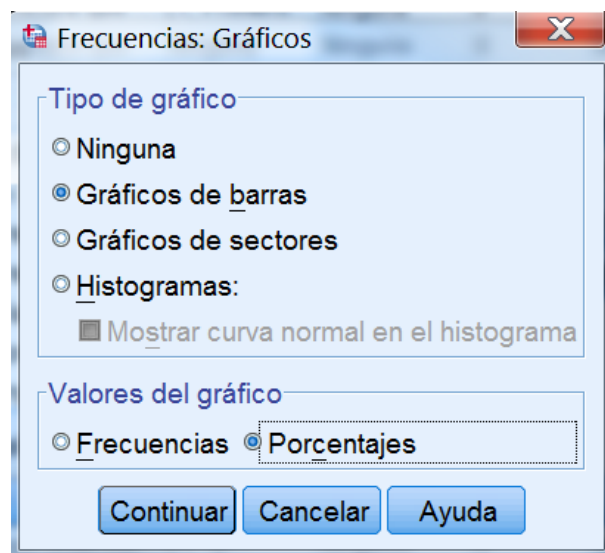 Frecuencias: Gráficos
Tipo de gráfico
Ninguna
Gráficos de barras
Gráficos de sectores
Histogramas:
Mostrar curva normal en el histograma
Valores del gráfico
Frecuencias Porcentajes
Continuar Cancelar Ayuda